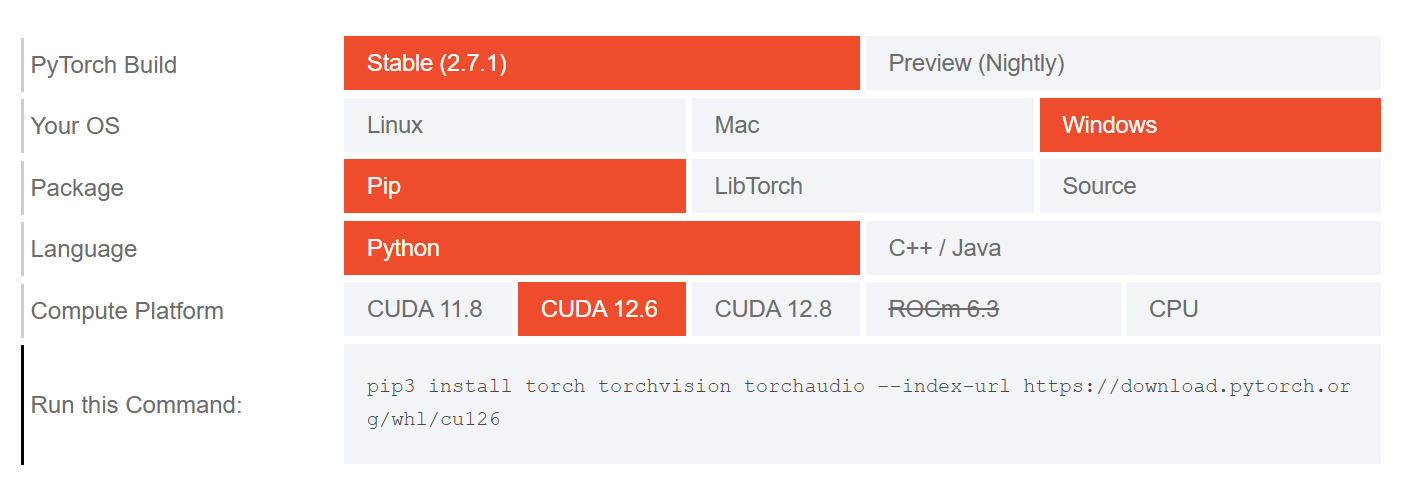 PyTorch Build
Stable (2.7.1)
Preview (Nightly)
Your OS
Linux
Mac
Windows
Package
Pip
LibTorch
Source
Language
Python
C++ / Java
Compute Platform
CUDA 11.8
CUDA 12.6
CUDA 12.8
ROCm 6.3
CPU
Run this Command:
pip3 install torch torchvision torchaudio --index-url https://download.pytorch.or
g/whl/cu126